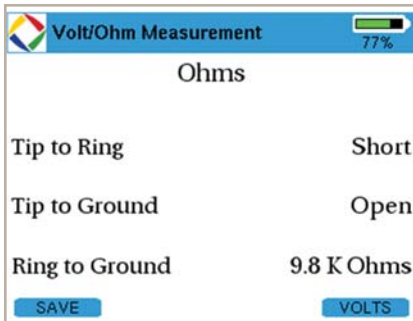 Volt/Ohm Measurement 77%
Ohms
Tip to Ring Short
Tip to Ground Open
Ring to Ground 9.8 K Ohms
SAVE VOLTS